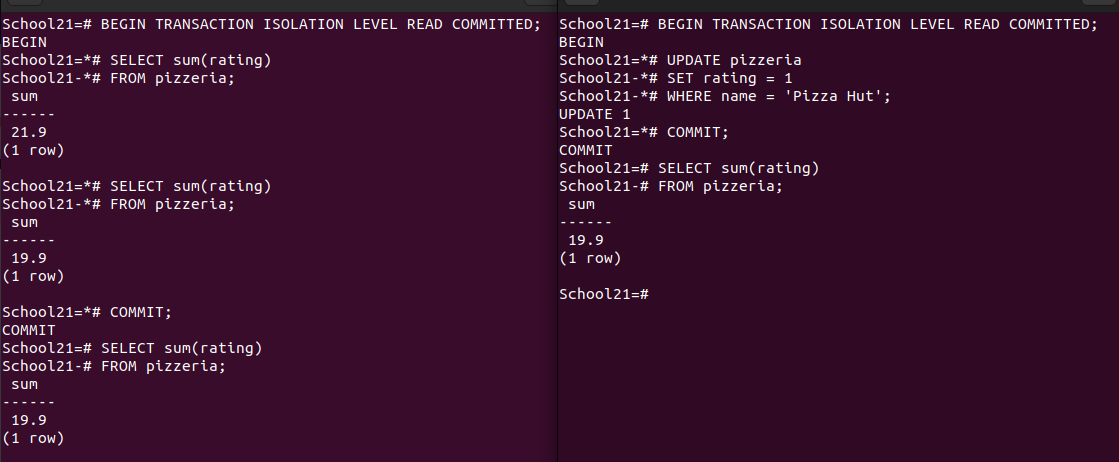 School21=# BEGIN TRANSACTION ISOLATION LEVEL READ COMMITTED;
BEGIN
School21=*# SELECT sum(rating)
School21-*# FROM pizzeria;
 sum
------
 21.9
(1 row)

School21=*# SELECT sum(rating)
School21-*# FROM pizzeria;
 sum
------
 19.9
(1 row)

School21=*# COMMIT;
COMMIT
School21=# SELECT sum(rating)
School21-# FROM pizzeria;
 sum
------
 19.9
(1 row)

School21=# BEGIN TRANSACTION ISOLATION LEVEL READ COMMITTED;
BEGIN
School21=*# UPDATE pizzeria
School21-*# SET rating = 1
School21-*# WHERE name = 'Pizza Hut';
UPDATE 1
School21=*# COMMIT;
COMMIT
School21=# SELECT sum(rating)
School21-# FROM pizzeria;
 sum
------
 19.9
(1 row)

School21=#